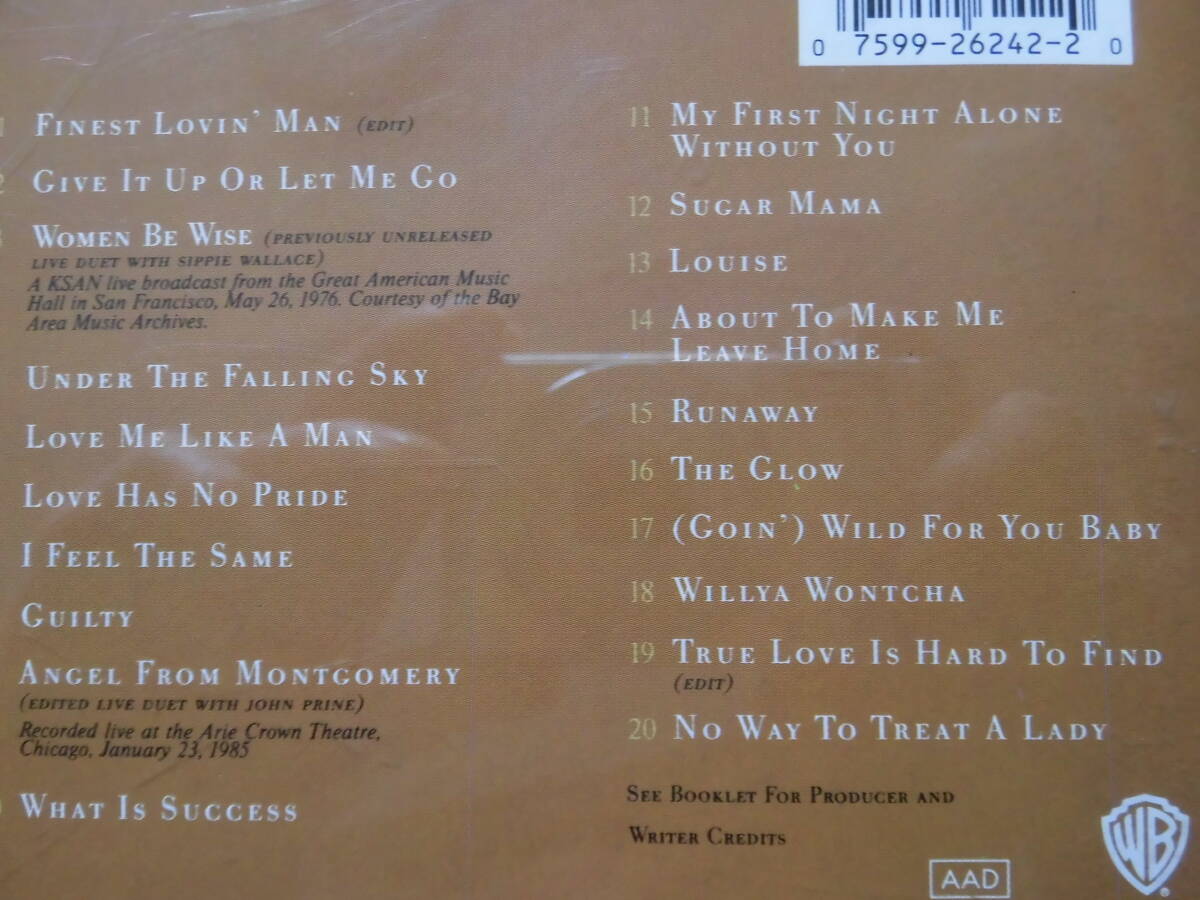 0 7599-26242-2 0
FINEST LOVIN' MAN (EDIT)
GIVE IT UP OR LET ME GO
WOMEN BE WISE (PREVIOUSLY UNRELEASED
LIVE DUET WITH SIPPIE WALLACE)
A KSAN live broadcast from the Great American Music
Hall in San Francisco, May 26, 1976. Courtesy of the Bay
Area Music Archives.
UNDER THE FALLING SKY
LOVE ME LIKE A MAN
LOVE HAS NO PRIDE
I FEEL THE SAME
GUILTY
ANGEL FROM MONTGOMERY
(EDITED LIVE DUET WITH JOHN PRINE)
Recorded live at the Arie Crown Theatre,
Chicago, January 23, 1985
WHAT IS SUCCESS
11 MY FIRST NIGHT ALONE
WITHOUT YOU
12 SUGAR MAMA
13 LOUISE
14 ABOUT TO MAKE ME
LEAVE HOME
15 RUNAWAY
16 THE GLOW
17 (GOIN') WILD FOR YOU BABY
18 WILLYA WONTCHA
19 TRUE LOVE IS HARD TO FIND
(EDIT)
20 NO WAY TO TREAT A LADY
SEE BOOKLET FOR PRODUCER AND
WRITER CREDITS
AAD
WB